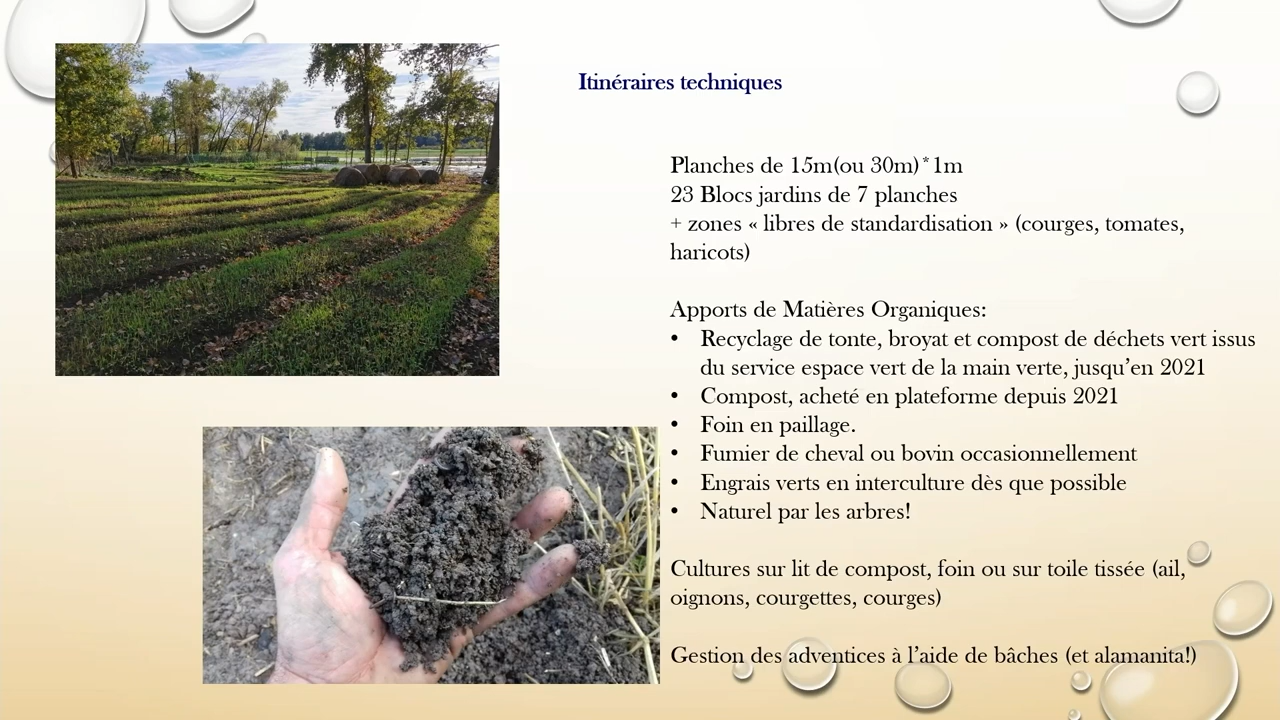 Itinéraires techniques
Planches de 15m(ou 30m)*1m
23 Blocs jardins de 7 planches
+ zones « libres de standardisation » (courges, tomates,
haricots)
Apports de Matières Organiques:
• Recyclage de tonte, broyat et compost de déchets vert issus
du service espace vert de la main verte, jusqu’en 2021
• Compost, acheté en plateforme depuis 2021
• Foin en paillage.
• Fumier de cheval ou bovin occasionnellement
• Engrais verts en interculture dès que possible
• Naturel par les arbres!
Cultures sur lit de compost, foin ou sur toile tissée (ail,
oignons, courgettes, courges)
Gestion des adventices à l’aide de bâches (et alamanita!)